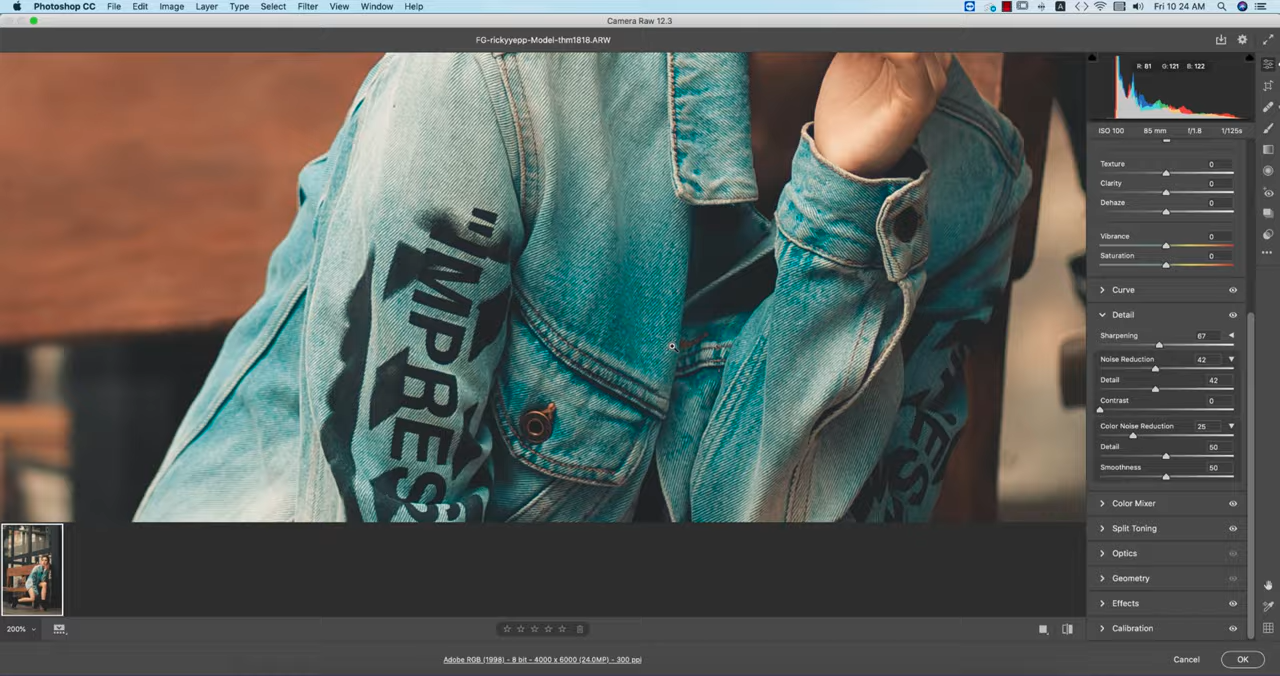 Photoshop CC File Edit Image Layer Type Select Filter View Window Help A Fri 10 24 AM
Camera Raw 12.3
FG-rickyyepp-Model-thm1818.ARW
R: 81 G: 121 B: 122
ISO 100 85 mm f/1.8 1/125s
Texture 0
Clarity 0
Dehaze 0
Vibrance 0
Saturation 0
Curve
Detail
Sharpening 67
Noise Reduction 42
Detail 42
Contrast 0
Color Noise Reduction 25
Detail 50
Smoothness 50
Color Mixer
Split Toning
Optics
Geometry
Effects
Calibration
"IMPRES
200%
Adobe RGB (1998) - 8 bit - 4000 x 6000 (24.0MP) - 300 ppi
Cancel OK